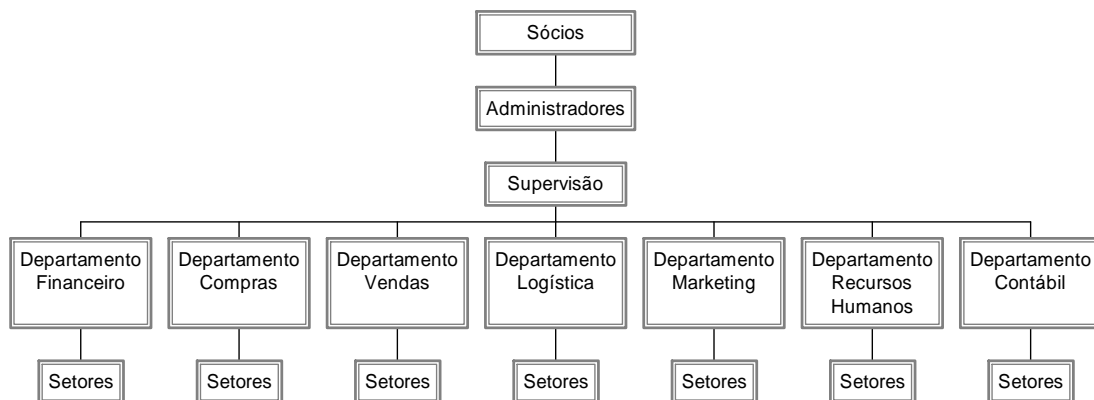 Sócios
Administradores
Supervisão
Departamento
Financeiro
Departamento
Compras
Departamento
Vendas
Departamento
Logística
Departamento
Marketing
Departamento
Recursos
Humanos
Departamento
Contábil
Setores
Setores
Setores
Setores
Setores
Setores
Setores